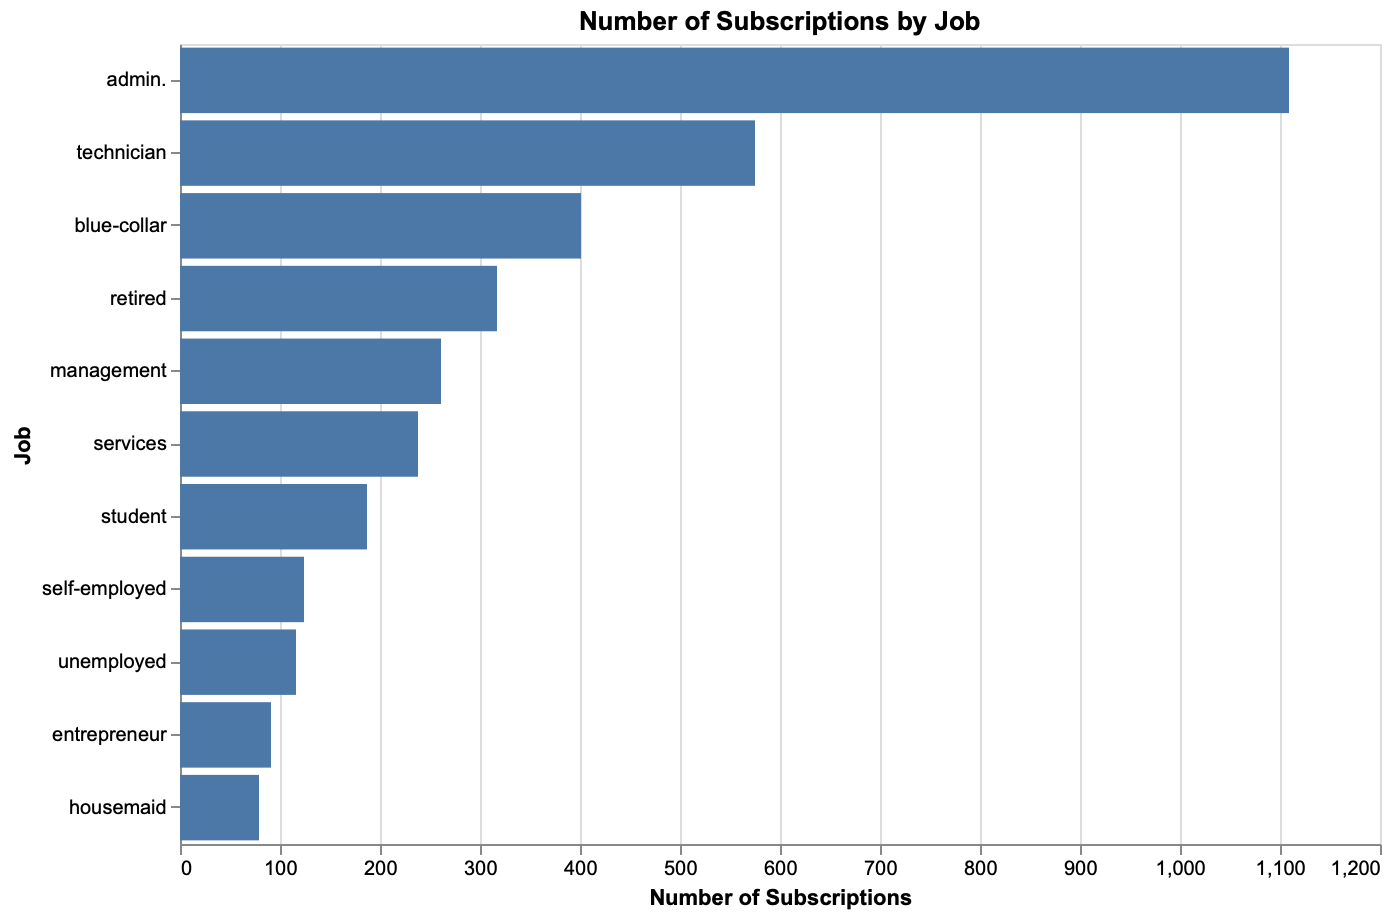 Number of Subscriptions by Job
admin.
technician
blue-collar
retired
management
services
student
self-employed
unemployed
entrepreneur
housemaid
Job
0 100 200 300 400 500 600 700 800 900 1,000 1,100 1,200
Number of Subscriptions